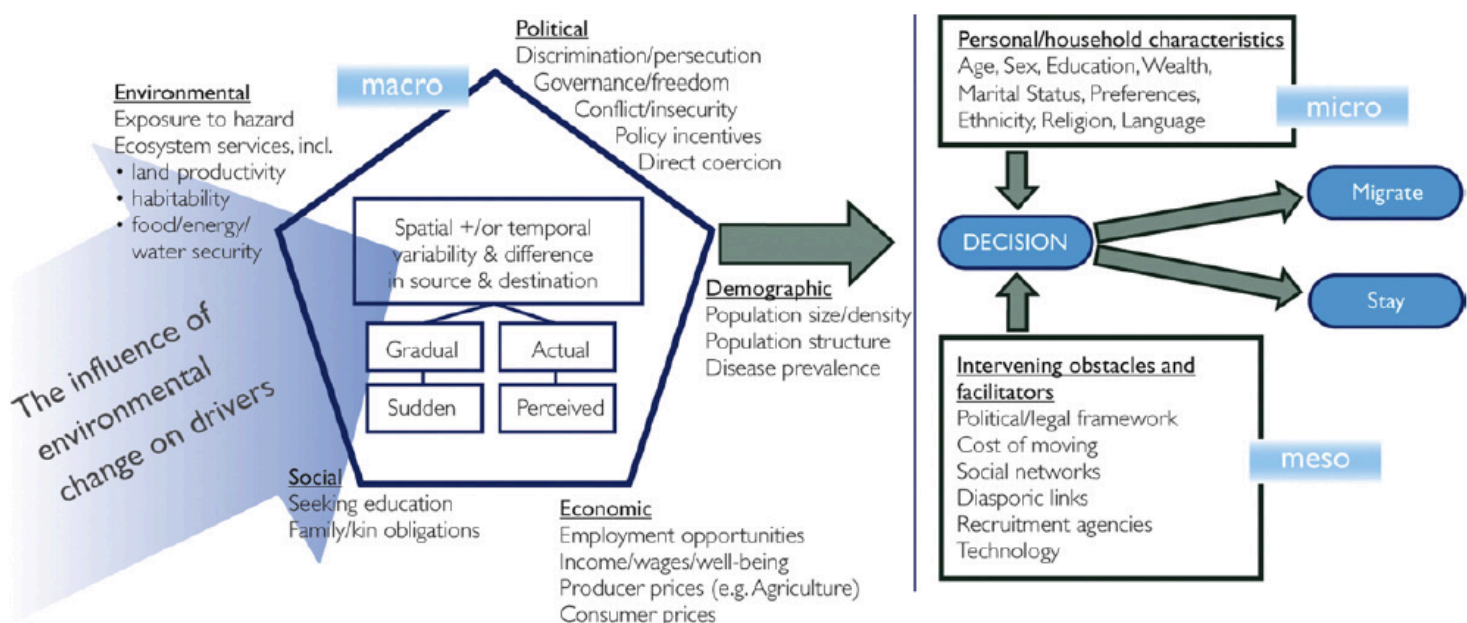 Political
Discrimination/persecution
Governance/freedom
Conflict/insecurity
Policy incentives
Direct coercion
macro
Environmental
Exposure to hazard
Ecosystem services, incl.
• land productivity
• habitability
• food/energy/
water security
The influence of
environmental
change on drivers
Spatial +/or temporal
variability & difference
in source & destination
Gradual
Actual
Sudden
Perceived
Demographic
Population size/density
Population structure
Disease prevalence
Social
Seeking education
Family/kin obligations
Economic
Employment opportunities
Income/wages/well-being
Producer prices (e.g. Agriculture)
Consumer prices
Personal/household characteristics
Age, Sex, Education, Wealth,
Marital Status, Preferences,
Ethnicity, Religion, Language
micro
DECISION
Migrate
Stay
Intervening obstacles and
facilitators
Political/legal framework
Cost of moving
Social networks
Diasporic links
Recruitment agencies
Technology
meso